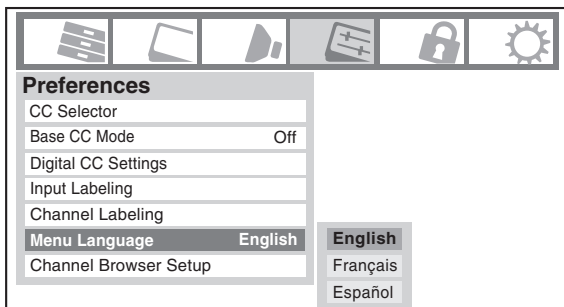 Preferences
CC Selector
Base CC Mode Off
Digital CC Settings
Input Labeling
Channel Labeling
Menu Language English
Channel Browser Setup
English
Français
Español